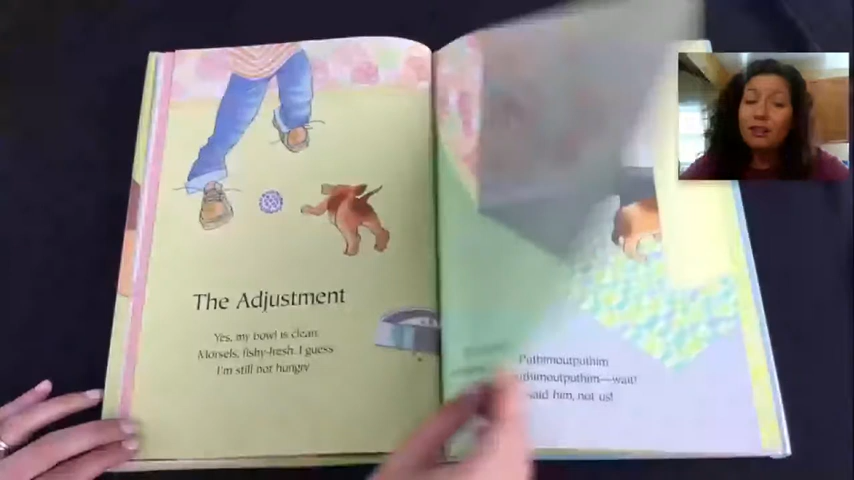 The Adjustment
Yes, my bowl is clean.
Morsels, fishy-fresh. I guess
I'm still not hungry
Puthimoutputhim
uthimoutputhim—wait!
said him, not us!